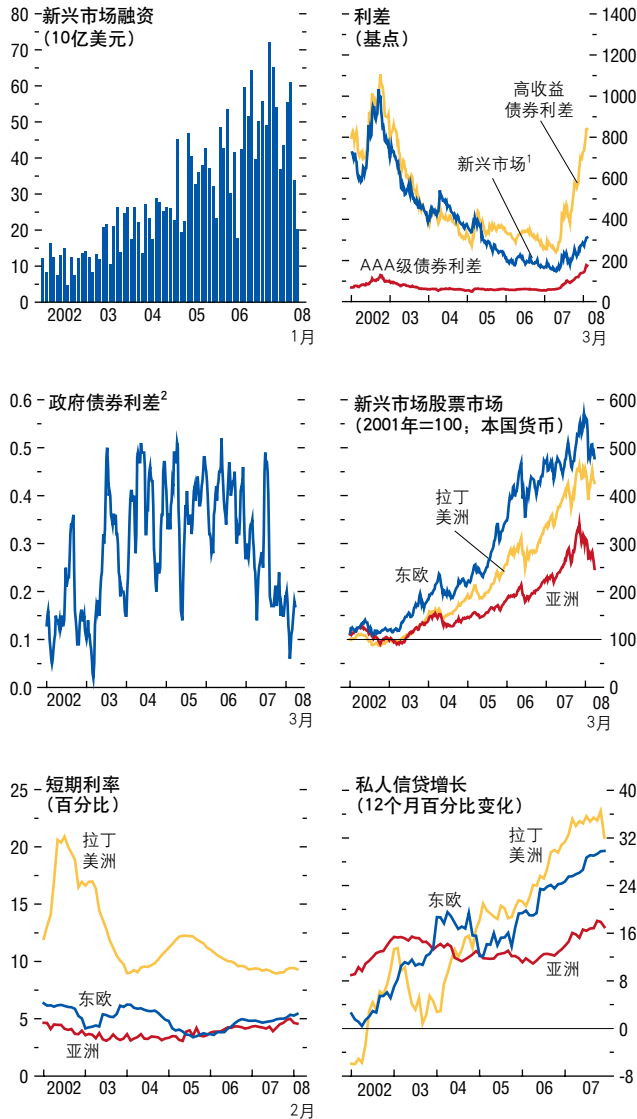 新兴市场融资
(10亿美元)
80
70
60
50
40
30
20
10
0
2002 03 04 05 06 07 08
1月
利差
(基点)
1400
1200
1000
800
600
400
200
0
高收益
债券利差
新兴市场1
AAA级债券利差
2002 03 04 05 06 07 08
3月
政府债券利差2
0.6
0.5
0.4
0.3
0.2
0.1
0.0
2002 03 04 05 06 07 08
3月
新兴市场股票市场
(2001年=100；本国货币)
600
500
400
300
200
100
0
拉丁
美洲
东欧
亚洲
2002 03 04 05 06 07 08
3月
短期利率
(百分比)
25
20
15
10
5
0
拉丁
美洲
东欧
亚洲
2002 03 04 05 06 07 08
2月
私人信贷增长
(12个月百分比变化)
40
32
24
16
8
0
-8
拉丁
美洲
东欧
亚洲
2002 03 04 05 06 07